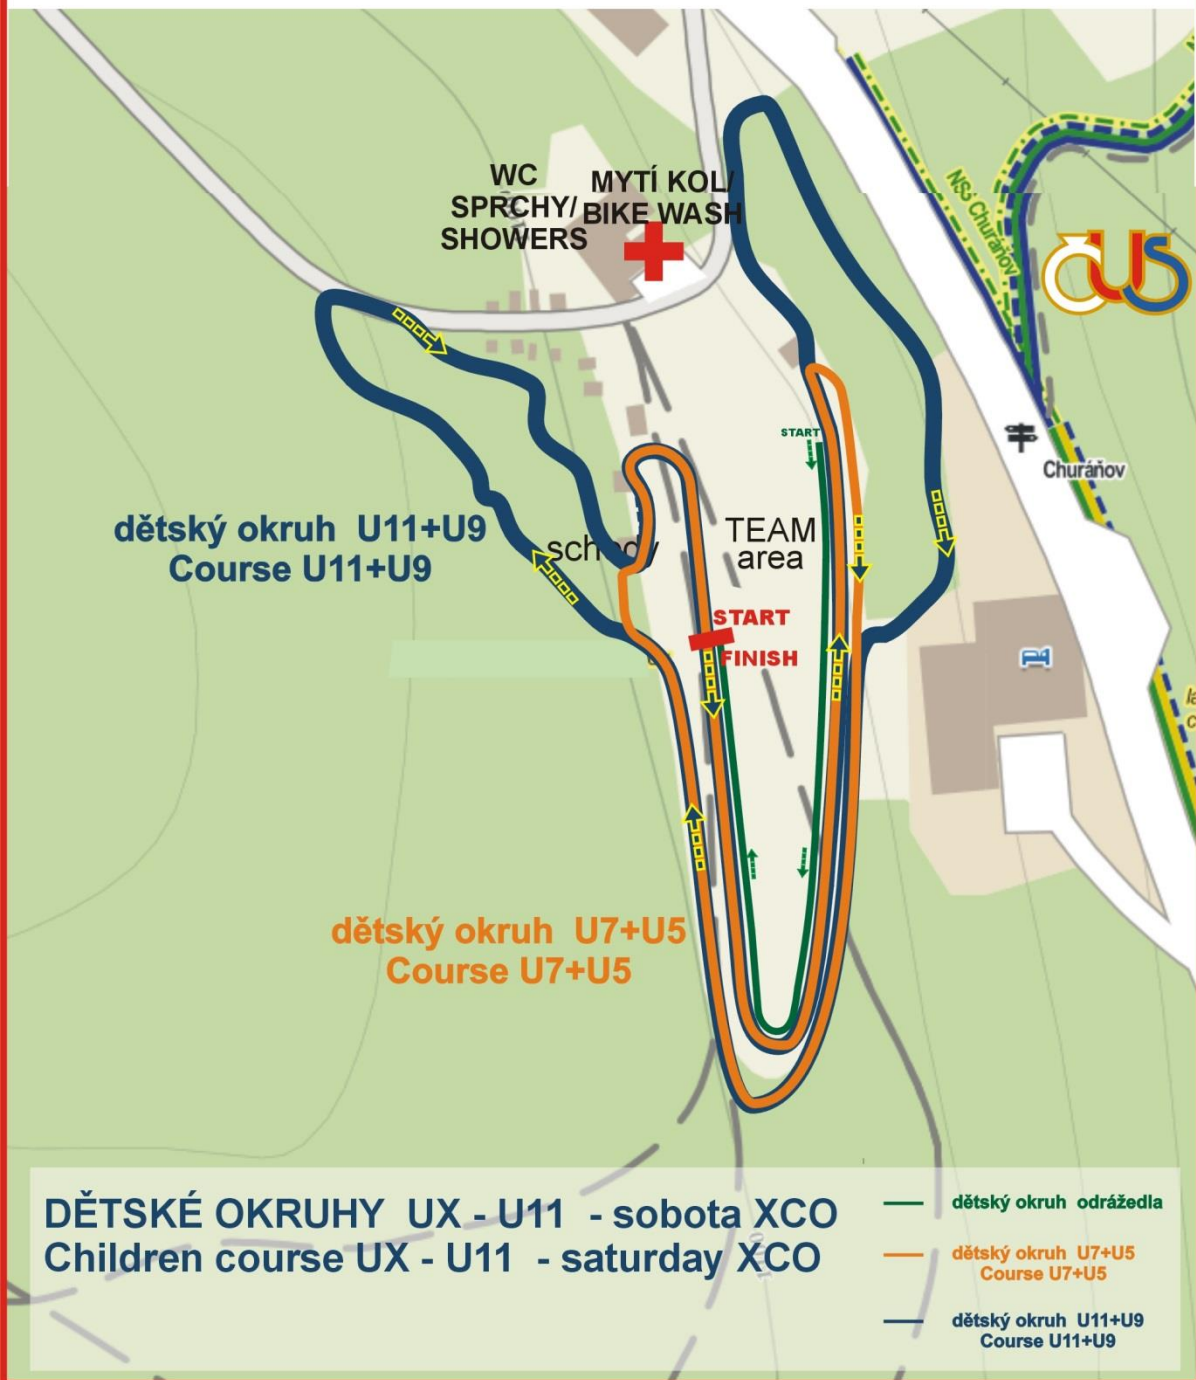 WC
SPRCHY/
SHOWERS
MYTÍ KOL/
BIKE WASH
NS Churáňov
ČUS
Churáňov
START
dětský okruh U11+U9
Course U11+U9
schody
TEAM
area
START
FINISH
dětský okruh U7+U5
Course U7+U5
DĚTSKÉ OKRUHY UX - U11 - sobota XCO
Children course UX - U11 - saturday XCO
dětský okruh odrážedla
dětský okruh U7+U5
Course U7+U5
dětský okruh U11+U9
Course U11+U9